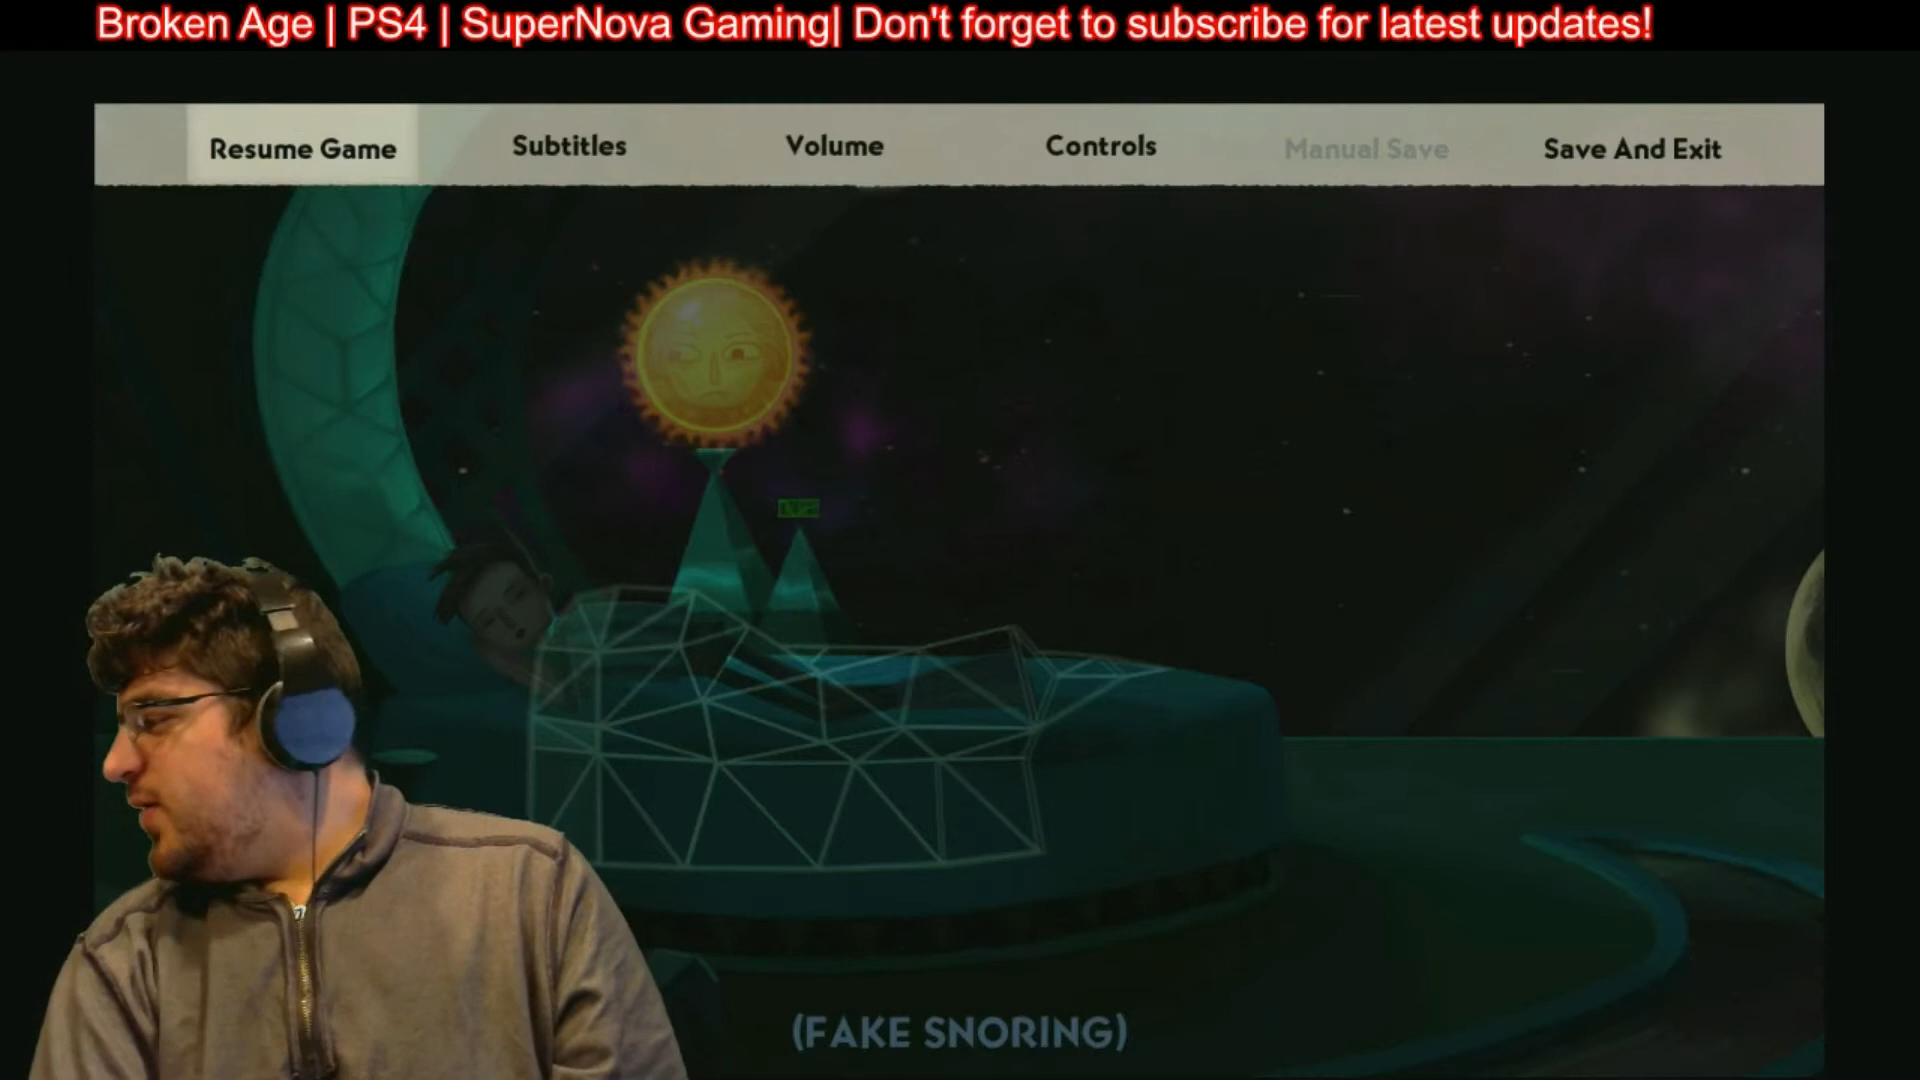 Broken Age | PS4 | SuperNova Gaming| Don't forget to subscribe for latest updates!
Resume Game Subtitles Volume Controls Manual Save Save And Exit
(FAKE SNORING)